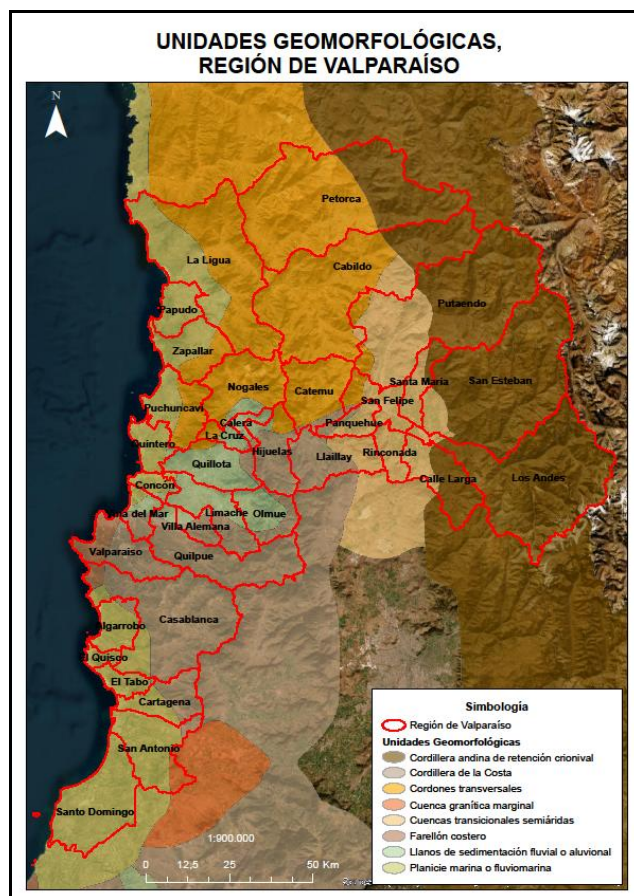 UNIDADES GEOMORFOLÓGICAS,
REGIÓN DE VALPARAÍSO
N
Petorca
La Ligua
Cabildo
Putaendo
Papudo
Zapallar
Santa María
San Esteban
Nogales
Catemu
San Felipe
Puchuncaví
Calera
Panquehue
La Cruz
Quintero
Hijuelas
Llaillay
Rinconada
Quillota
Calle Larga
Los Andes
Concón
Limache
Olmue
ña del Mar
Villa Alemana
Valparaíso
Quilpue
Casablanca
Algarrobo
El Quisco
El Tabo
Cartagena
San Antonio
Santo Domingo
1:900.000
0 12,5 25 50 Km
Simbología
Región de Valparaíso
Unidades Geomorfológicas
Cordillera andina de retención crionival
Cordillera de la Costa
Cordones transversales
Cuenca granítica marginal
Cuencas transicionales semiáridas
Farellón costero
Llanos de sedimentación fluvial o aluvional
Planicie marina o fluviomarina